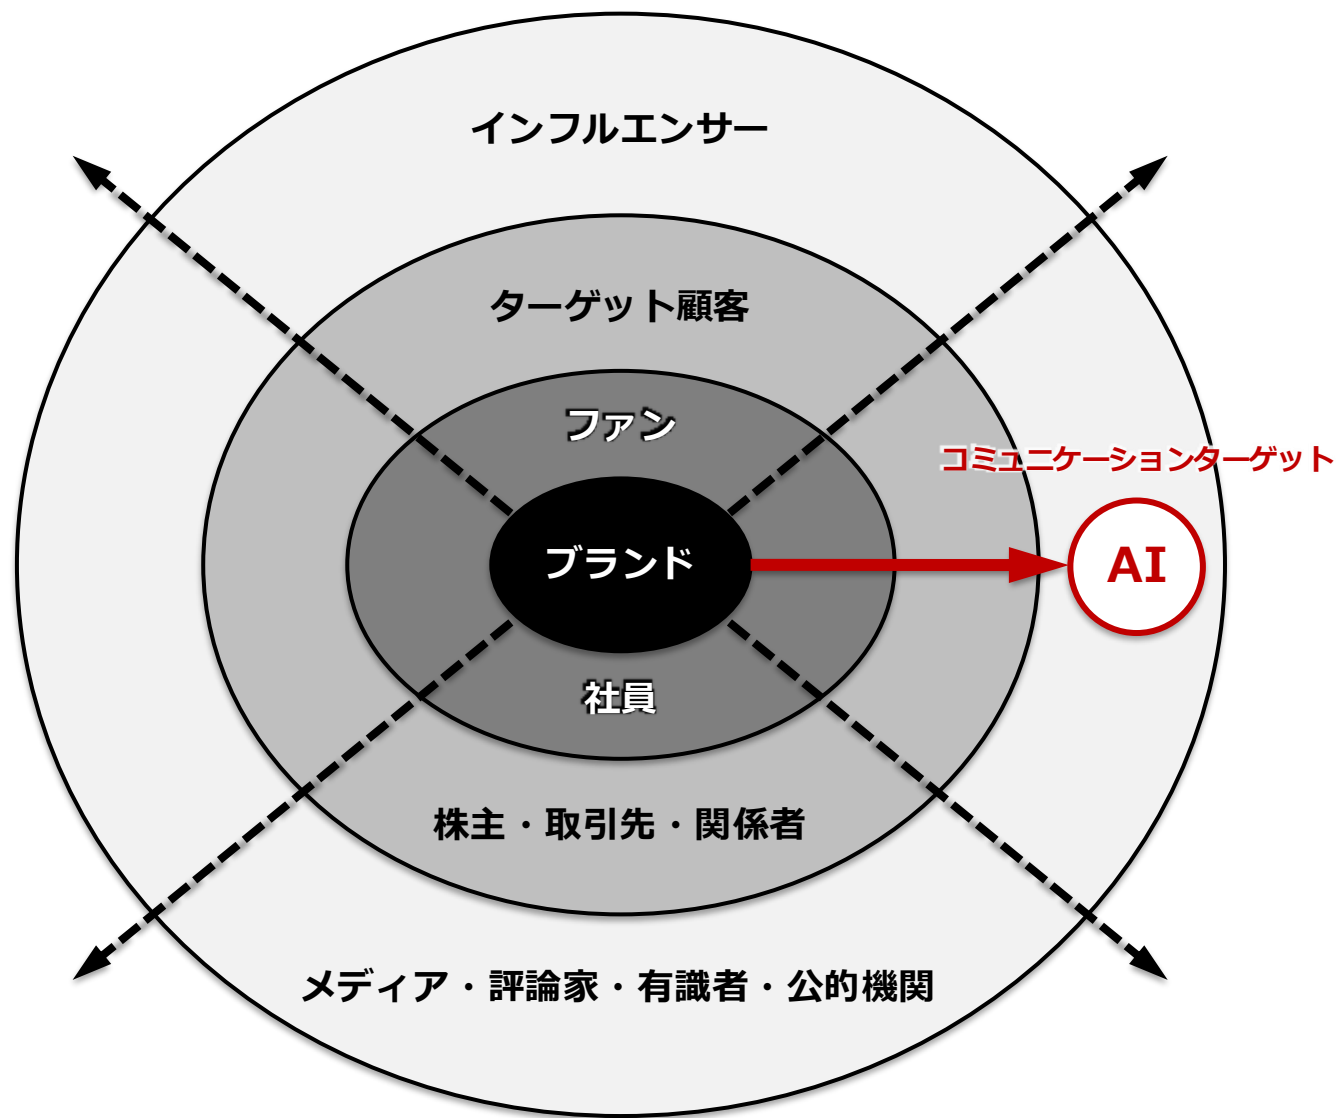 インフルエンサー
ターゲット顧客
ファン
コミュニケーションターゲット
ブランド
AI
社員
株主・取引先・関係者
メディア・評論家・有識者・公的機関